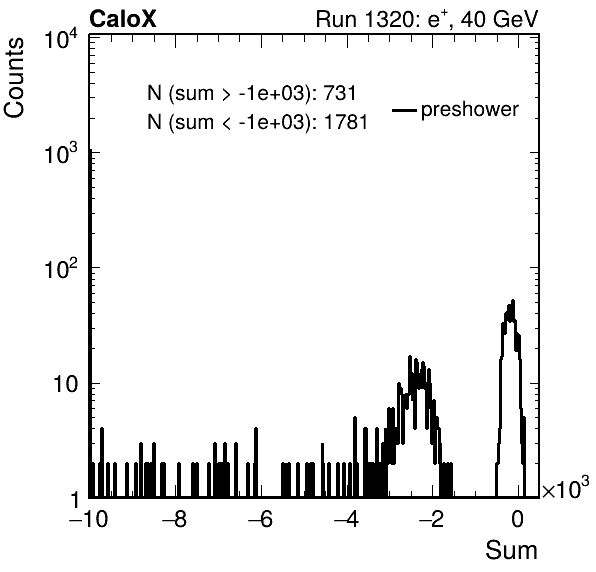 CaloX Run 1320: e⁺, 40 GeV
Counts
N (sum > -1e+03): 731
N (sum < -1e+03): 1781
preshower
10⁴
10³
10²
10
1
−10 −8 −6 −4 −2 0 ×10³
Sum